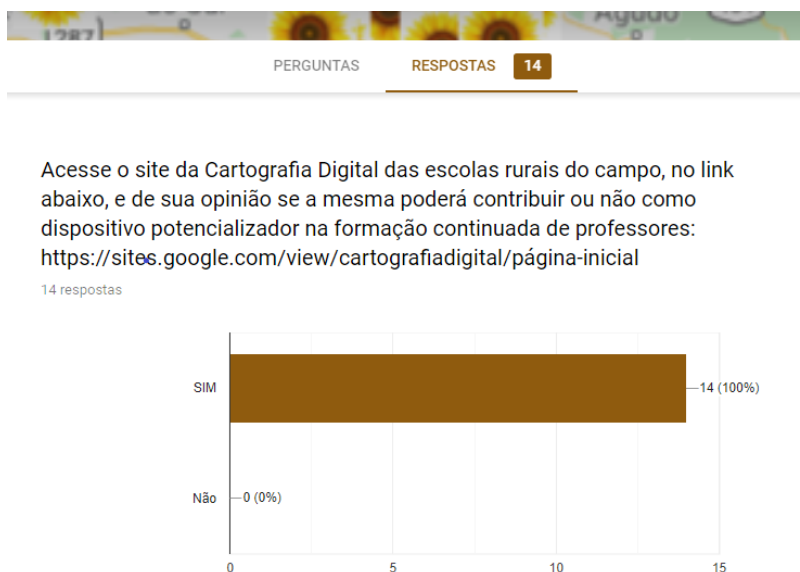 1287
Agudo
PERGUNTAS RESPOSTAS 14
Acesse o site da Cartografia Digital das escolas rurais do campo, no link
abaixo, e de sua opinião se a mesma poderá contribuir ou não como
dispositivo potencializador na formação continuada de professores:
https://sites.google.com/view/cartografiadigital/página-inicial
14 respostas
SIM 14 (100%)
Não 0 (0%)
0 5 10 15